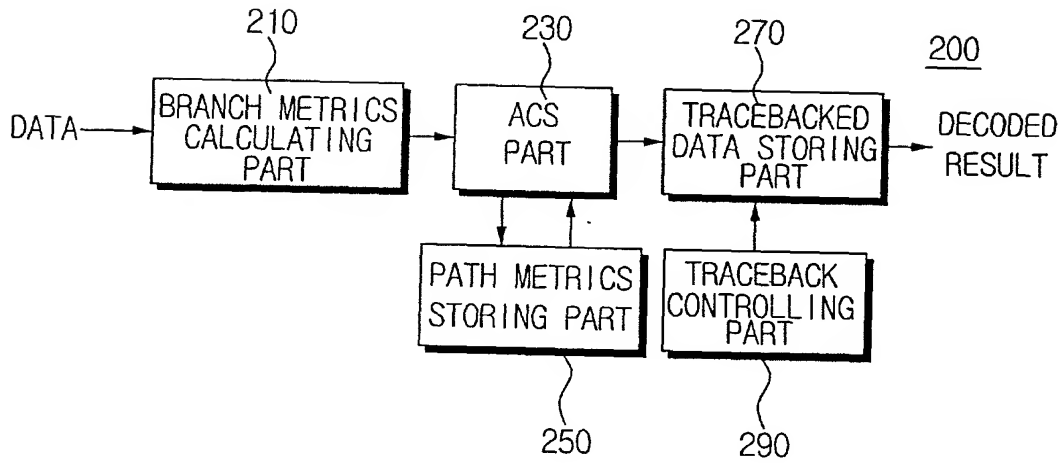 210
230
270
200
DATA
BRANCH METRICS
CALCULATING
PART
ACS
PART
TRACEBACKED
DATA STORING
PART
DECODED
RESULT
PATH METRICS
STORING PART
TRACEBACK
CONTROLLING
PART
250
290